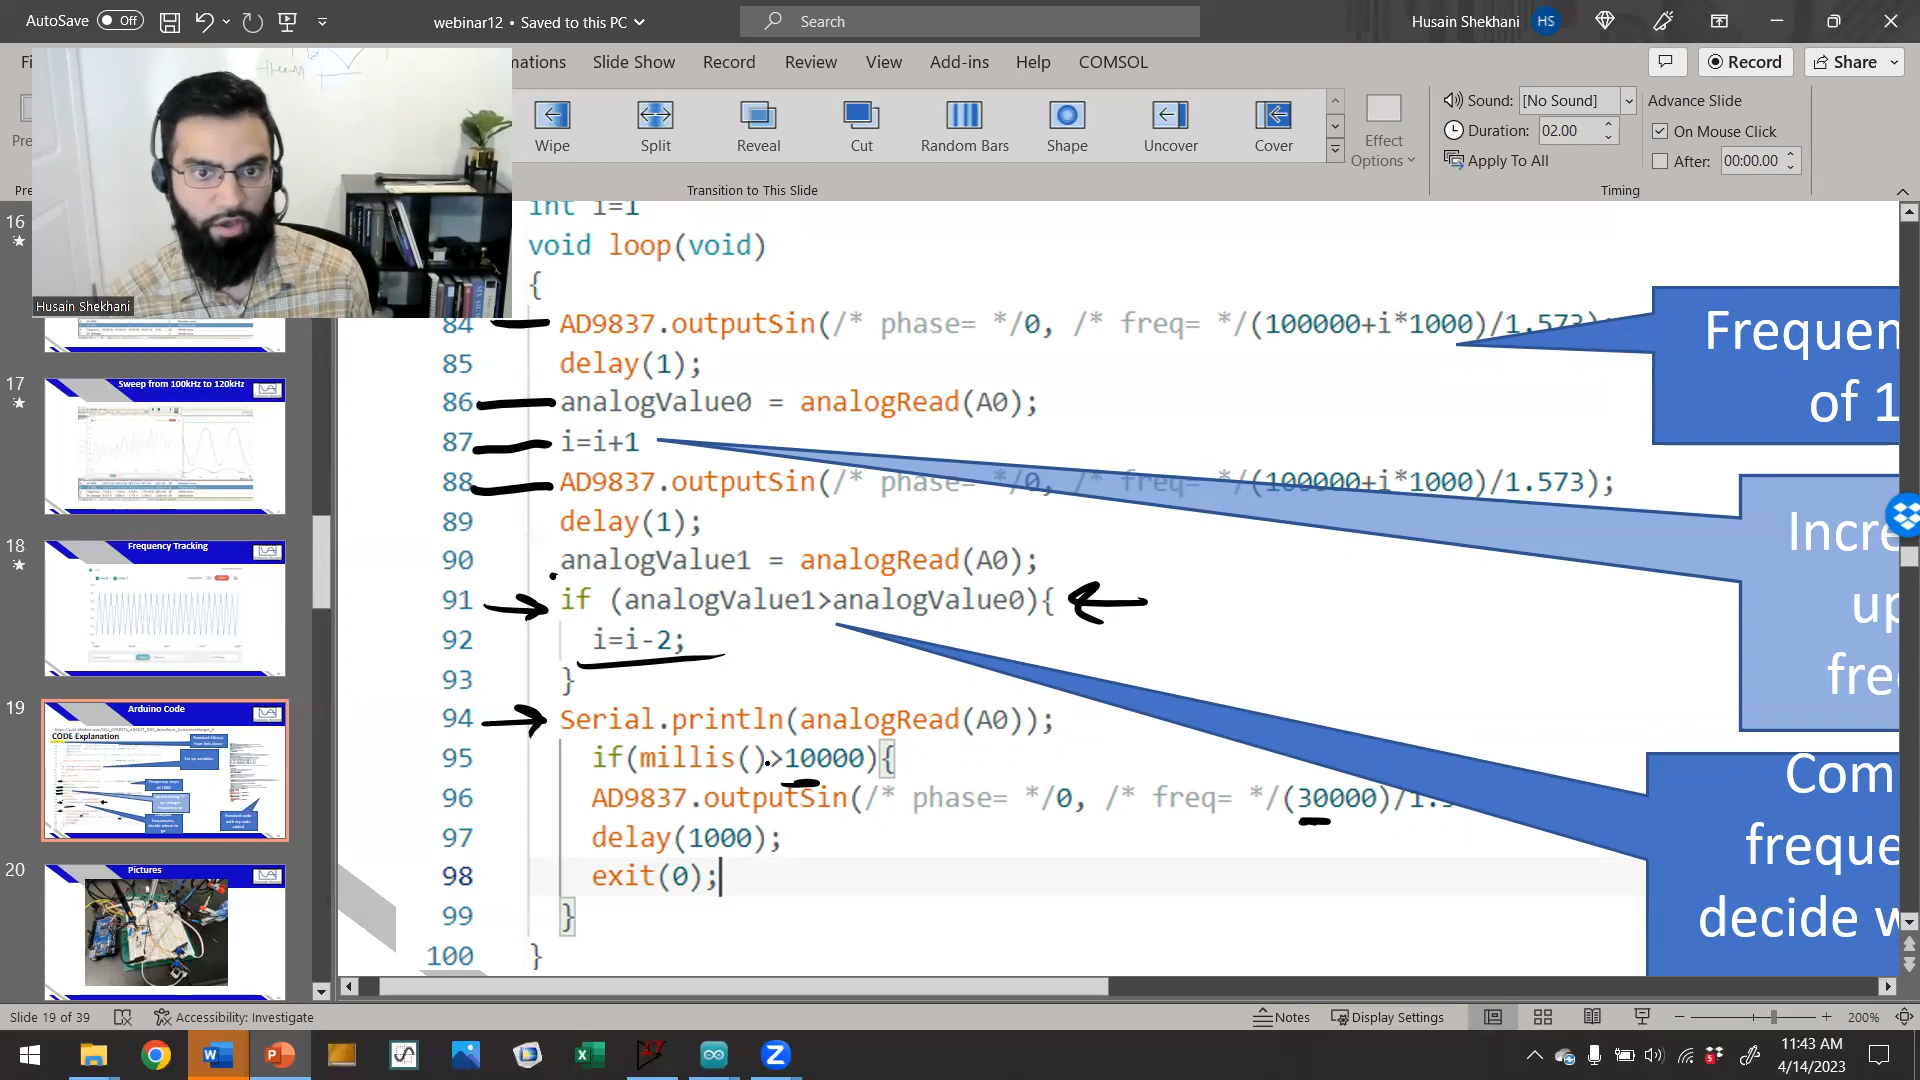 AutoSave Off webinar12 • Saved to this PC Search Husain Shekhani HS
mations Slide Show Record Review View Add-ins Help COMSOL Record Share
Wipe Split Reveal Cut Random Bars Shape Uncover Cover
Effect Options
Sound: [No Sound] Advance Slide
Duration: 02.00 On Mouse Click
Apply To All After: 00:00.00
Transition to This Slide Timing
Husain Shekhani
16
17
Sweep from 100kHz to 120kHz
18
Frequency Tracking
19
Arduino Code
CODE Explanation
20
Pictures
int i=1
void loop(void)
{
84 AD9837.outputSin(/* phase= */0, /* freq= */(100000+i*1000)/1.573);
85 delay(1);
86 analogValue0 = analogRead(A0);
87 i=i+1
88 AD9837.outputSin(/* phase= */0, /* freq= */(100000+i*1000)/1.573);
89 delay(1);
90 analogValue1 = analogRead(A0);
91 if (analogValue1>analogValue0){
92 i=i-2;
93 }
94 Serial.println(analogRead(A0));
95 if(millis()>10000){
96 AD9837.outputSin(/* phase= */0, /* freq= */(30000)/1.5
97 delay(1000);
98 exit(0);
99 }
100 }
Frequen
of 1
Incre
up
fre
Com
freque
decide w
Slide 19 of 39 Accessibility: Investigate Notes Display Settings 200%
11:43 AM
4/14/2023